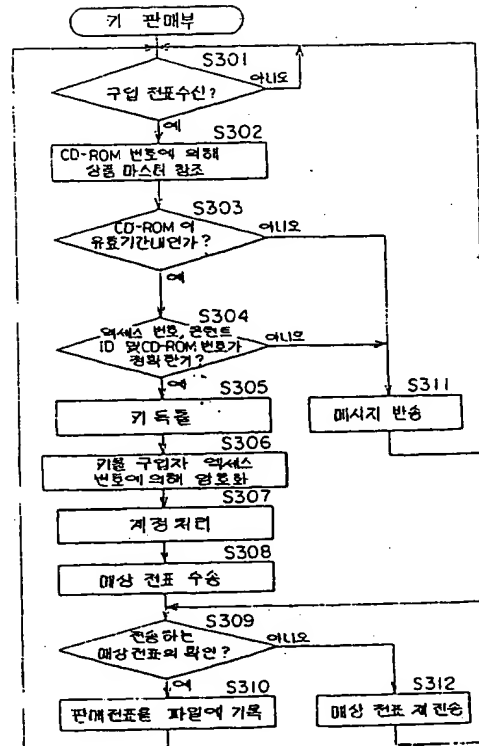 키 판매부
S301
구입 전표수신?
아니오
예
S302
CD-ROM 번호에 의해
상품 마스터 참조
S303
CD-ROM 이
유효기간내인가?
아니오
예
S304
액세스 번호, 콘텐트
ID 및 CD-ROM 번호가
정확한가?
아니오
예
S305
키 독출
S311
메시지 반송
S306
키를 구입자 액세스
번호에 의해 암호화
S307
계정처리
S308
매상 전표 수송
S309
전송하는
매상전표의 확인?
아니오
예
S310
판매전표를 파일에 기록
S312
매상 전표 재 전송